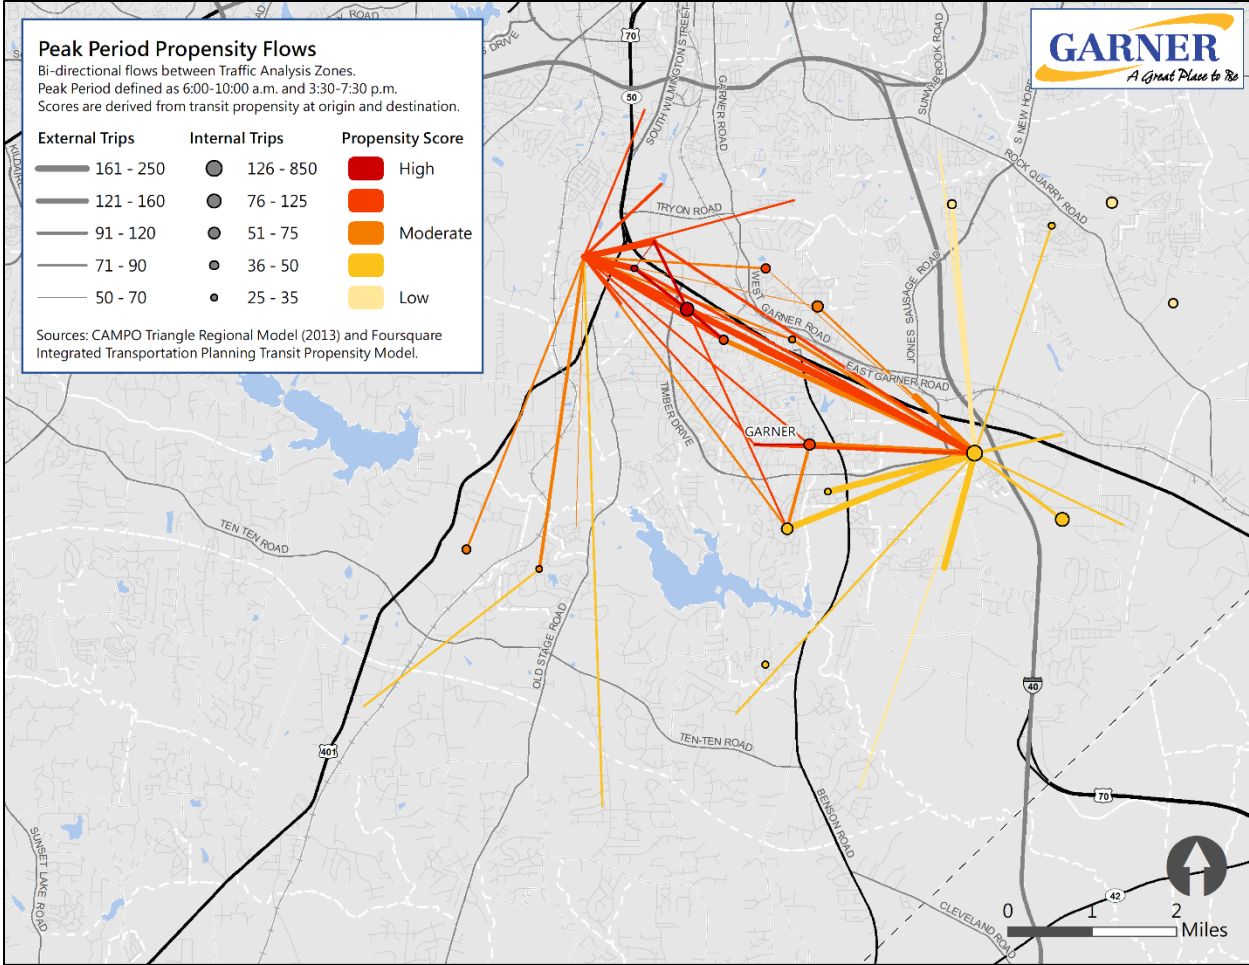 Peak Period Propensity Flows
Bi-directional flows between Traffic Analysis Zones.
Peak Period defined as 6:00-10:00 a.m. and 3:30-7:30 p.m.
Scores are derived from transit propensity at origin and destination.
External Trips Internal Trips Propensity Score
161 - 250 126 - 850 High
121 - 160 76 - 125
91 - 120 51 - 75 Moderate
71 - 90 36 - 50
50 - 70 25 - 35 Low
Sources: CAMPO Triangle Regional Model (2013) and Foursquare
Integrated Transportation Planning Transit Propensity Model.
GARNER
A Great Place to Be
70
50
SOUTH WILMINGTON STREET
GARNER ROAD
SUNNYBROOK ROAD
S NEW HOP
ROCK QUARRY ROAD
KILDAIRE
TRYON ROAD
WEST GARNER ROAD
JONES SAUSAGE ROAD
EAST GARNER ROAD
TIMBER DRIVE
GARNER
TEN TEN ROAD
OLD STAGE ROAD
40
401
TEN-TEN ROAD
70
BENSON ROAD
SUNSET LAKE ROAD
42
CLEVELAND ROAD
0 1 2
Miles